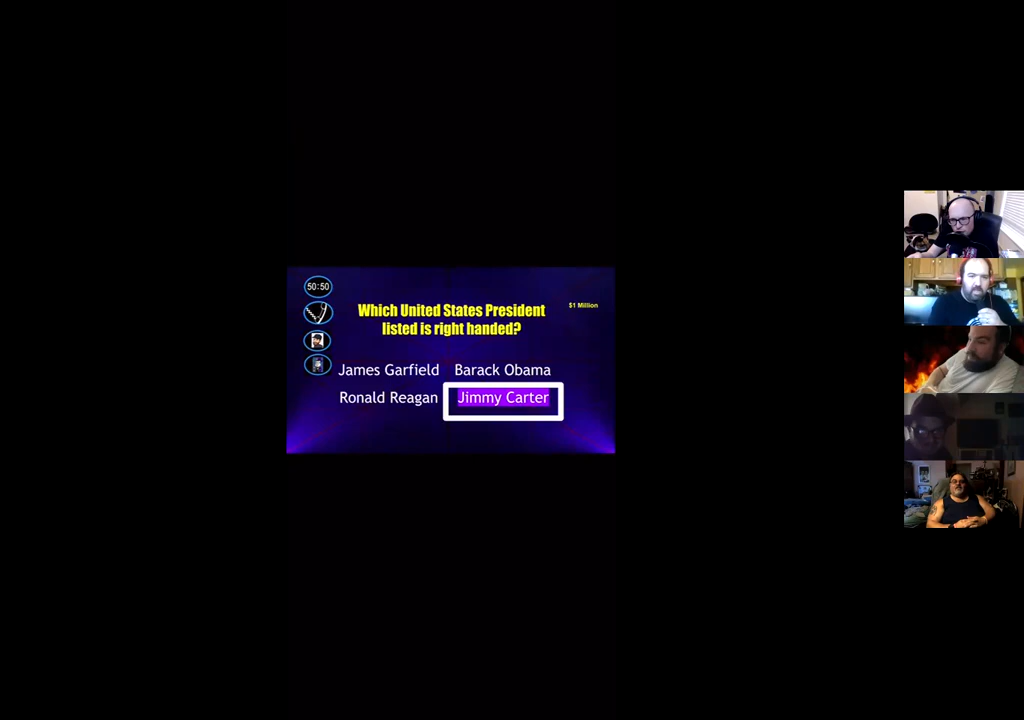 50:50
Which United States President
$1 Million
listed is right handed?
James Garfield Barack Obama
Ronald Reagan Jimmy Carter